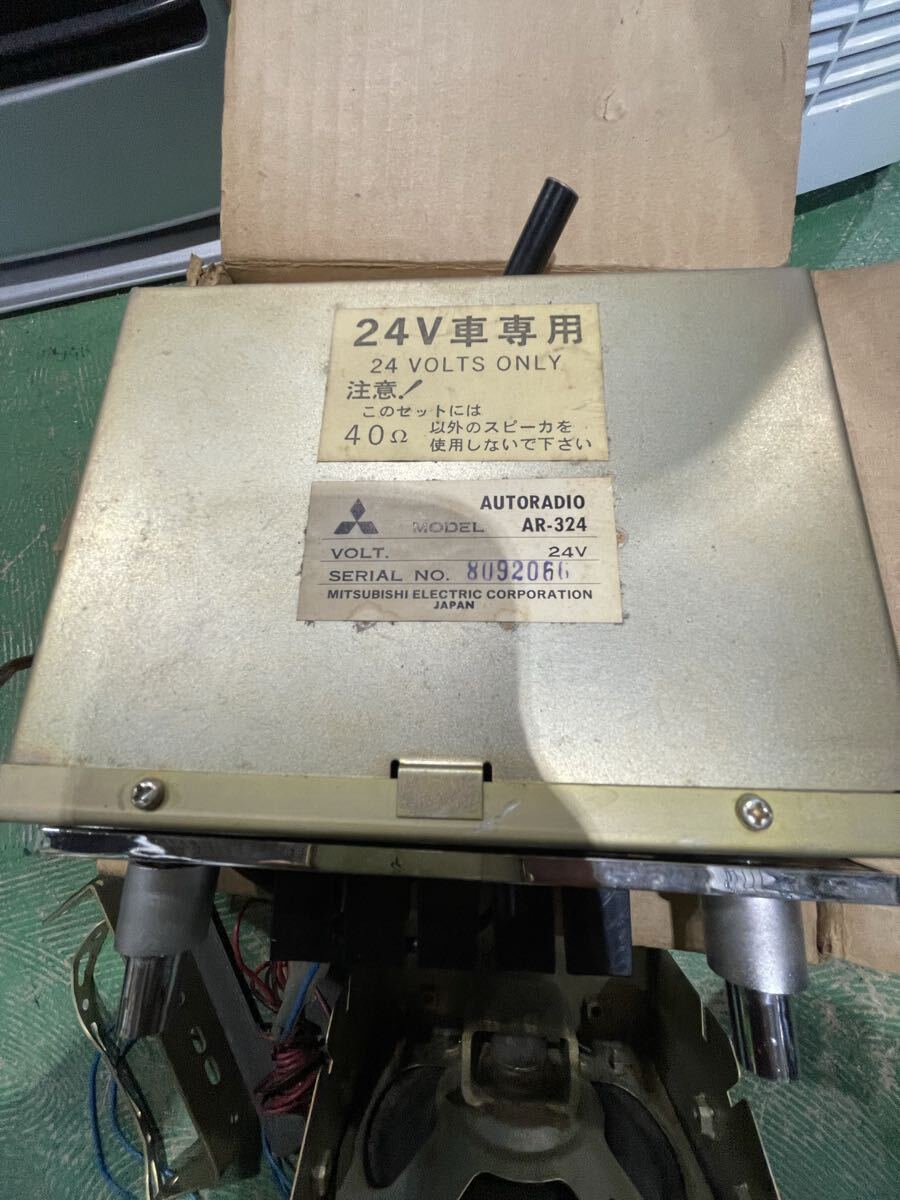 24V車専用
24 VOLTS ONLY
注意!
このセットには
40Ω 以外のスピーカを
使用しないで下さい
AUTORADIO
MODEL AR-324
VOLT. 24V
SERIAL NO. 8092066
MITSUBISHI ELECTRIC CORPORATION
JAPAN